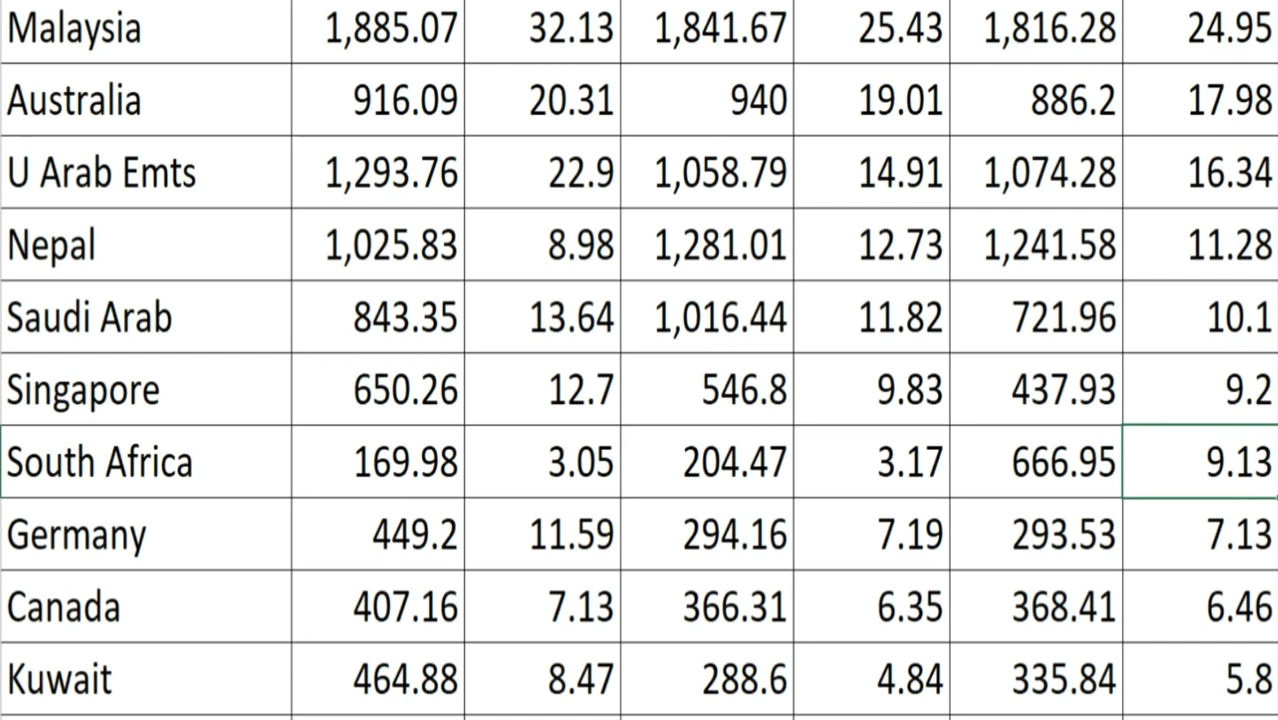 Malaysia 1,885.07 32.13 1,841.67 25.43 1,816.28 24.95
Australia 916.09 20.31 940 19.01 886.2 17.98
U Arab Emts 1,293.76 22.9 1,058.79 14.91 1,074.28 16.34
Nepal 1,025.83 8.98 1,281.01 12.73 1,241.58 11.28
Saudi Arab 843.35 13.64 1,016.44 11.82 721.96 10.1
Singapore 650.26 12.7 546.8 9.83 437.93 9.2
South Africa 169.98 3.05 204.47 3.17 666.95 9.13
Germany 449.2 11.59 294.16 7.19 293.53 7.13
Canada 407.16 7.13 366.31 6.35 368.41 6.46
Kuwait 464.88 8.47 288.6 4.84 335.84 5.8